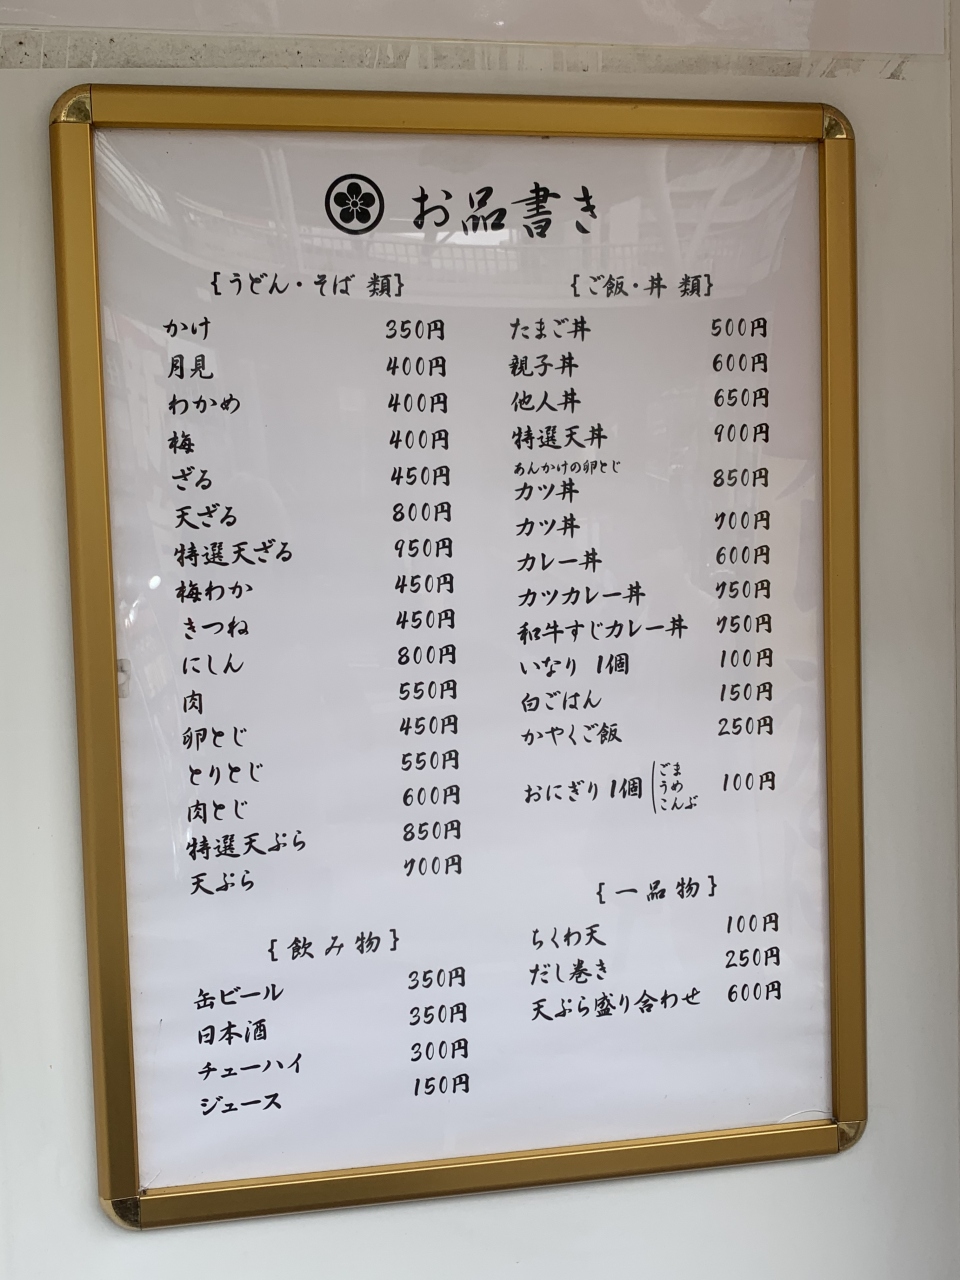 お品書き
{うどん・そば 類}
かけ 350円
月見 400円
わかめ 400円
梅 400円
ざる 450円
天ざる 800円
特選天ざる 950円
梅わか 450円
きつね 450円
にしん 800円
肉 550円
卵とじ 450円
とりとじ 550円
肉とじ 600円
特選天ぷら 850円
天ぷら 700円
{飲み物}
缶ビール 350円
日本酒 350円
チューハイ 300円
ジュース 150円
{ご飯・丼 類}
たまご丼 500円
親子丼 600円
他人丼 650円
特選天丼 900円
あんかけの卵とじ
カツ丼 850円
カツ丼 700円
カレー丼 600円
カツカレー丼 750円
和牛すじカレー丼 750円
いなり 1個 100円
白ごはん 150円
かやくご飯 250円
おにぎり 1個 100円
ごま
うめ
こんぶ
{一品物}
ちくわ天 100円
だし巻き 250円
天ぷら盛り合わせ 600円